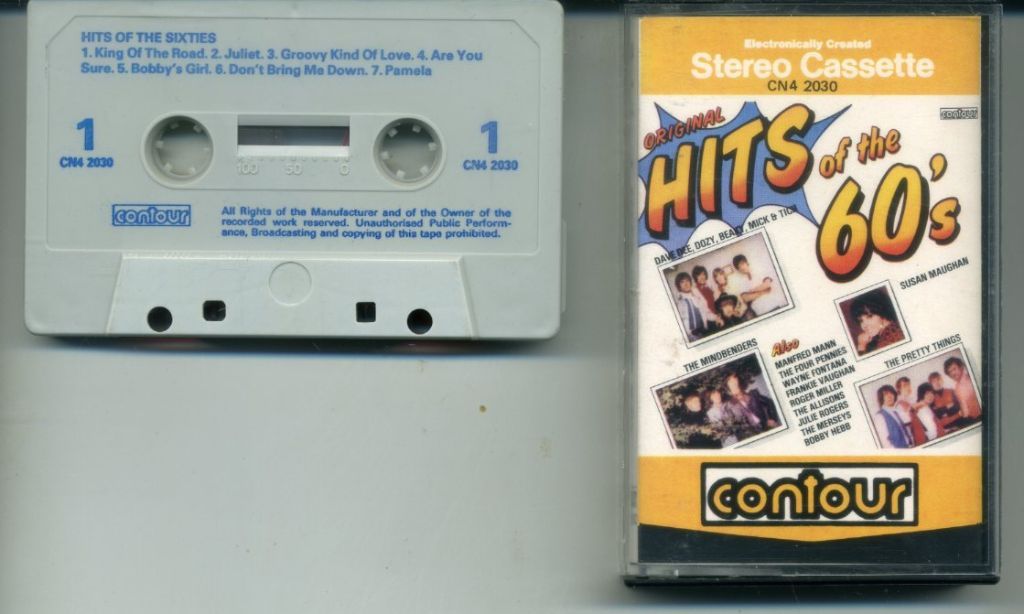 HITS OF THE SIXTIES
1. King Of The Road. 2. Juliet. 3. Groovy Kind Of Love. 4. Are You
Sure. 5. Bobby's Girl. 6. Don't Bring Me Down. 7. Pamela
1
CN4 2030
100 50 0
1
CN4 2030
contour
All Rights of the Manufacturer and of the Owner of the
recorded work reserved. Unauthorised Public Perform-
ance, Broadcasting and copying of this tape prohibited.
Electronically Created
Stereo Cassette
CN4 2030
contour
ORIGINAL
HITS of the
60's
DAVE DEE, DOZY, BEAKY, MICK & TICH
SUSAN MAUGHAN
THE MINDBENDERS
Also
MANFRED MANN
THE FOUR PENNIES
WAYNE FONTANA
FRANKIE VAUGHAN
ROGER MILLER
THE ALLISONS
JULIE ROGERS
THE MERSEYS
BOBBY HEBB
THE PRETTY THINGS
contour